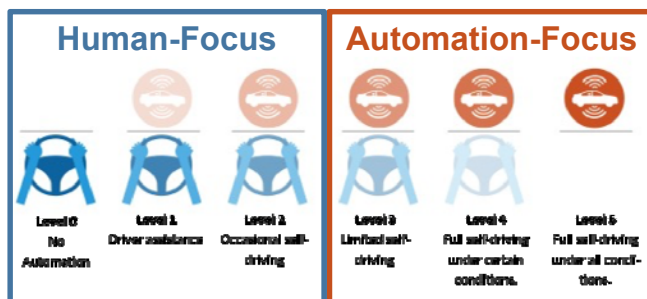 Human-Focus
Automation-Focus
Level 0
No
Automation
Level 1
Driver assistance
Level 2
Occasional self-
driving
Level 3
Limited self-
driving
Level 4
Full self-driving
under certain
conditions.
Level 5
Full self-driving
under all condi-
tions.